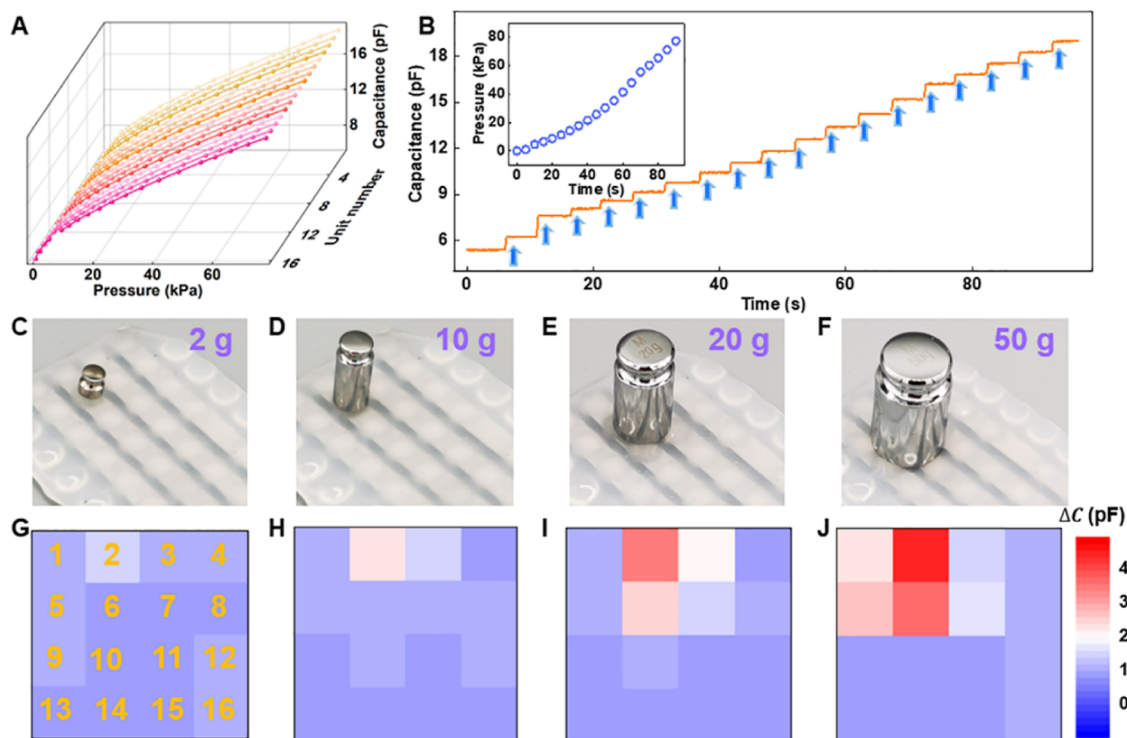 A
Capacitance (pF)
16
12
8
4
8
12
16
Unit number
0
20
40
60
Pressure (kPa)
B
Capacitance (pF)
18
15
12
9
6
0
20
40
60
80
Time (s)
Pressure (kPa)
80
60
40
20
0
0 20 40 60 80
Time (s)
C
2 g
D
10 g
E
20 g
M
20g
F
50 g
G
1 2 3 4
5 6 7 8
9 10 11 12
13 14 15 16
H
I
J
ΔC (pF)
4
3
2
1
0